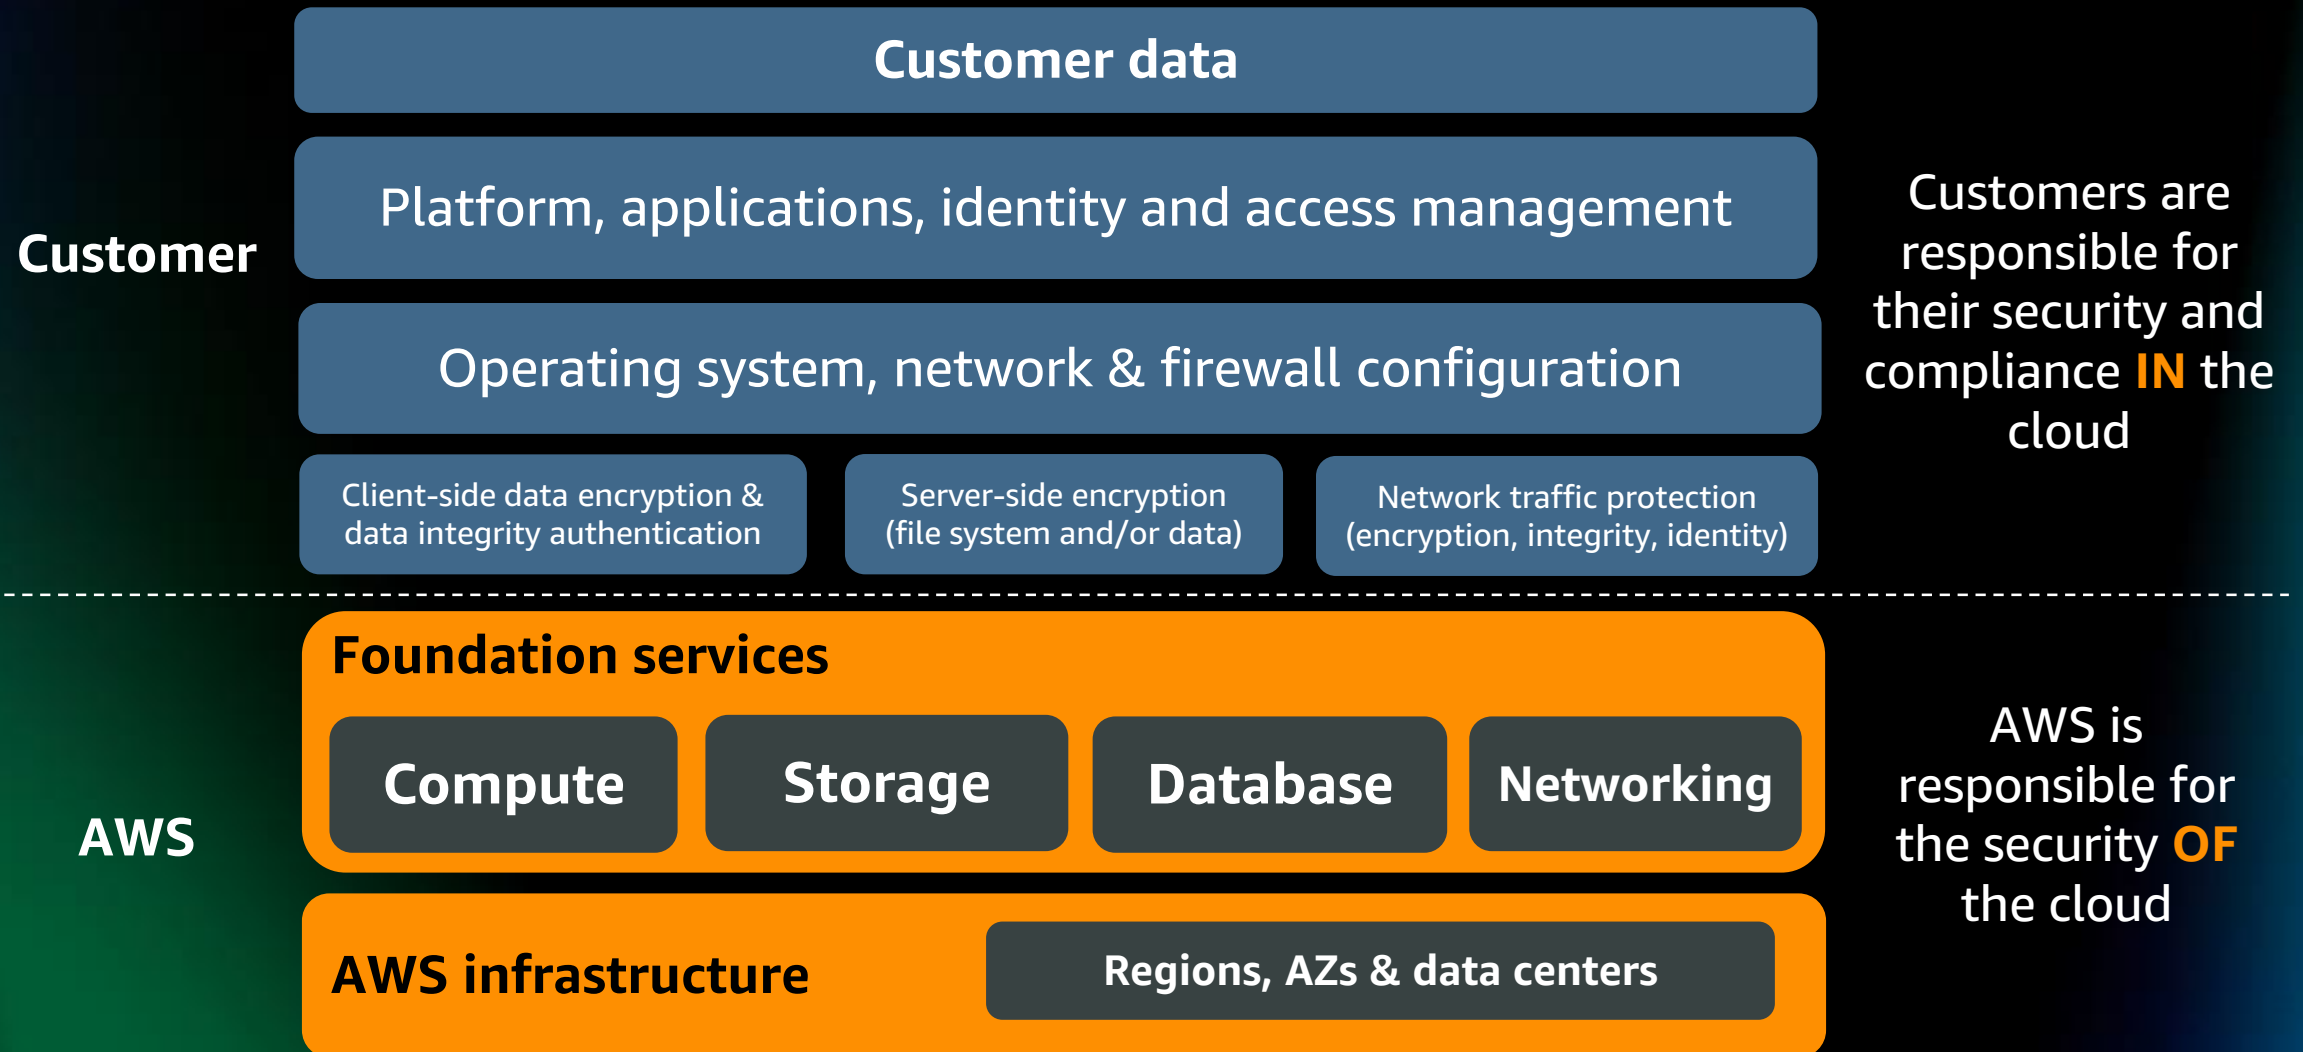 Customer data
Platform, applications, identity and access management
Customer
Operating system, network & firewall configuration
Client-side data encryption &
data integrity authentication
Server-side encryption
(file system and/or data)
Network traffic protection
(encryption, integrity, identity)
Customers are
responsible for
their security and
compliance IN the
cloud
AWS
Foundation services
Compute
Storage
Database
Networking
AWS infrastructure
Regions, AZs & data centers
AWS is
responsible for
the security OF
the cloud